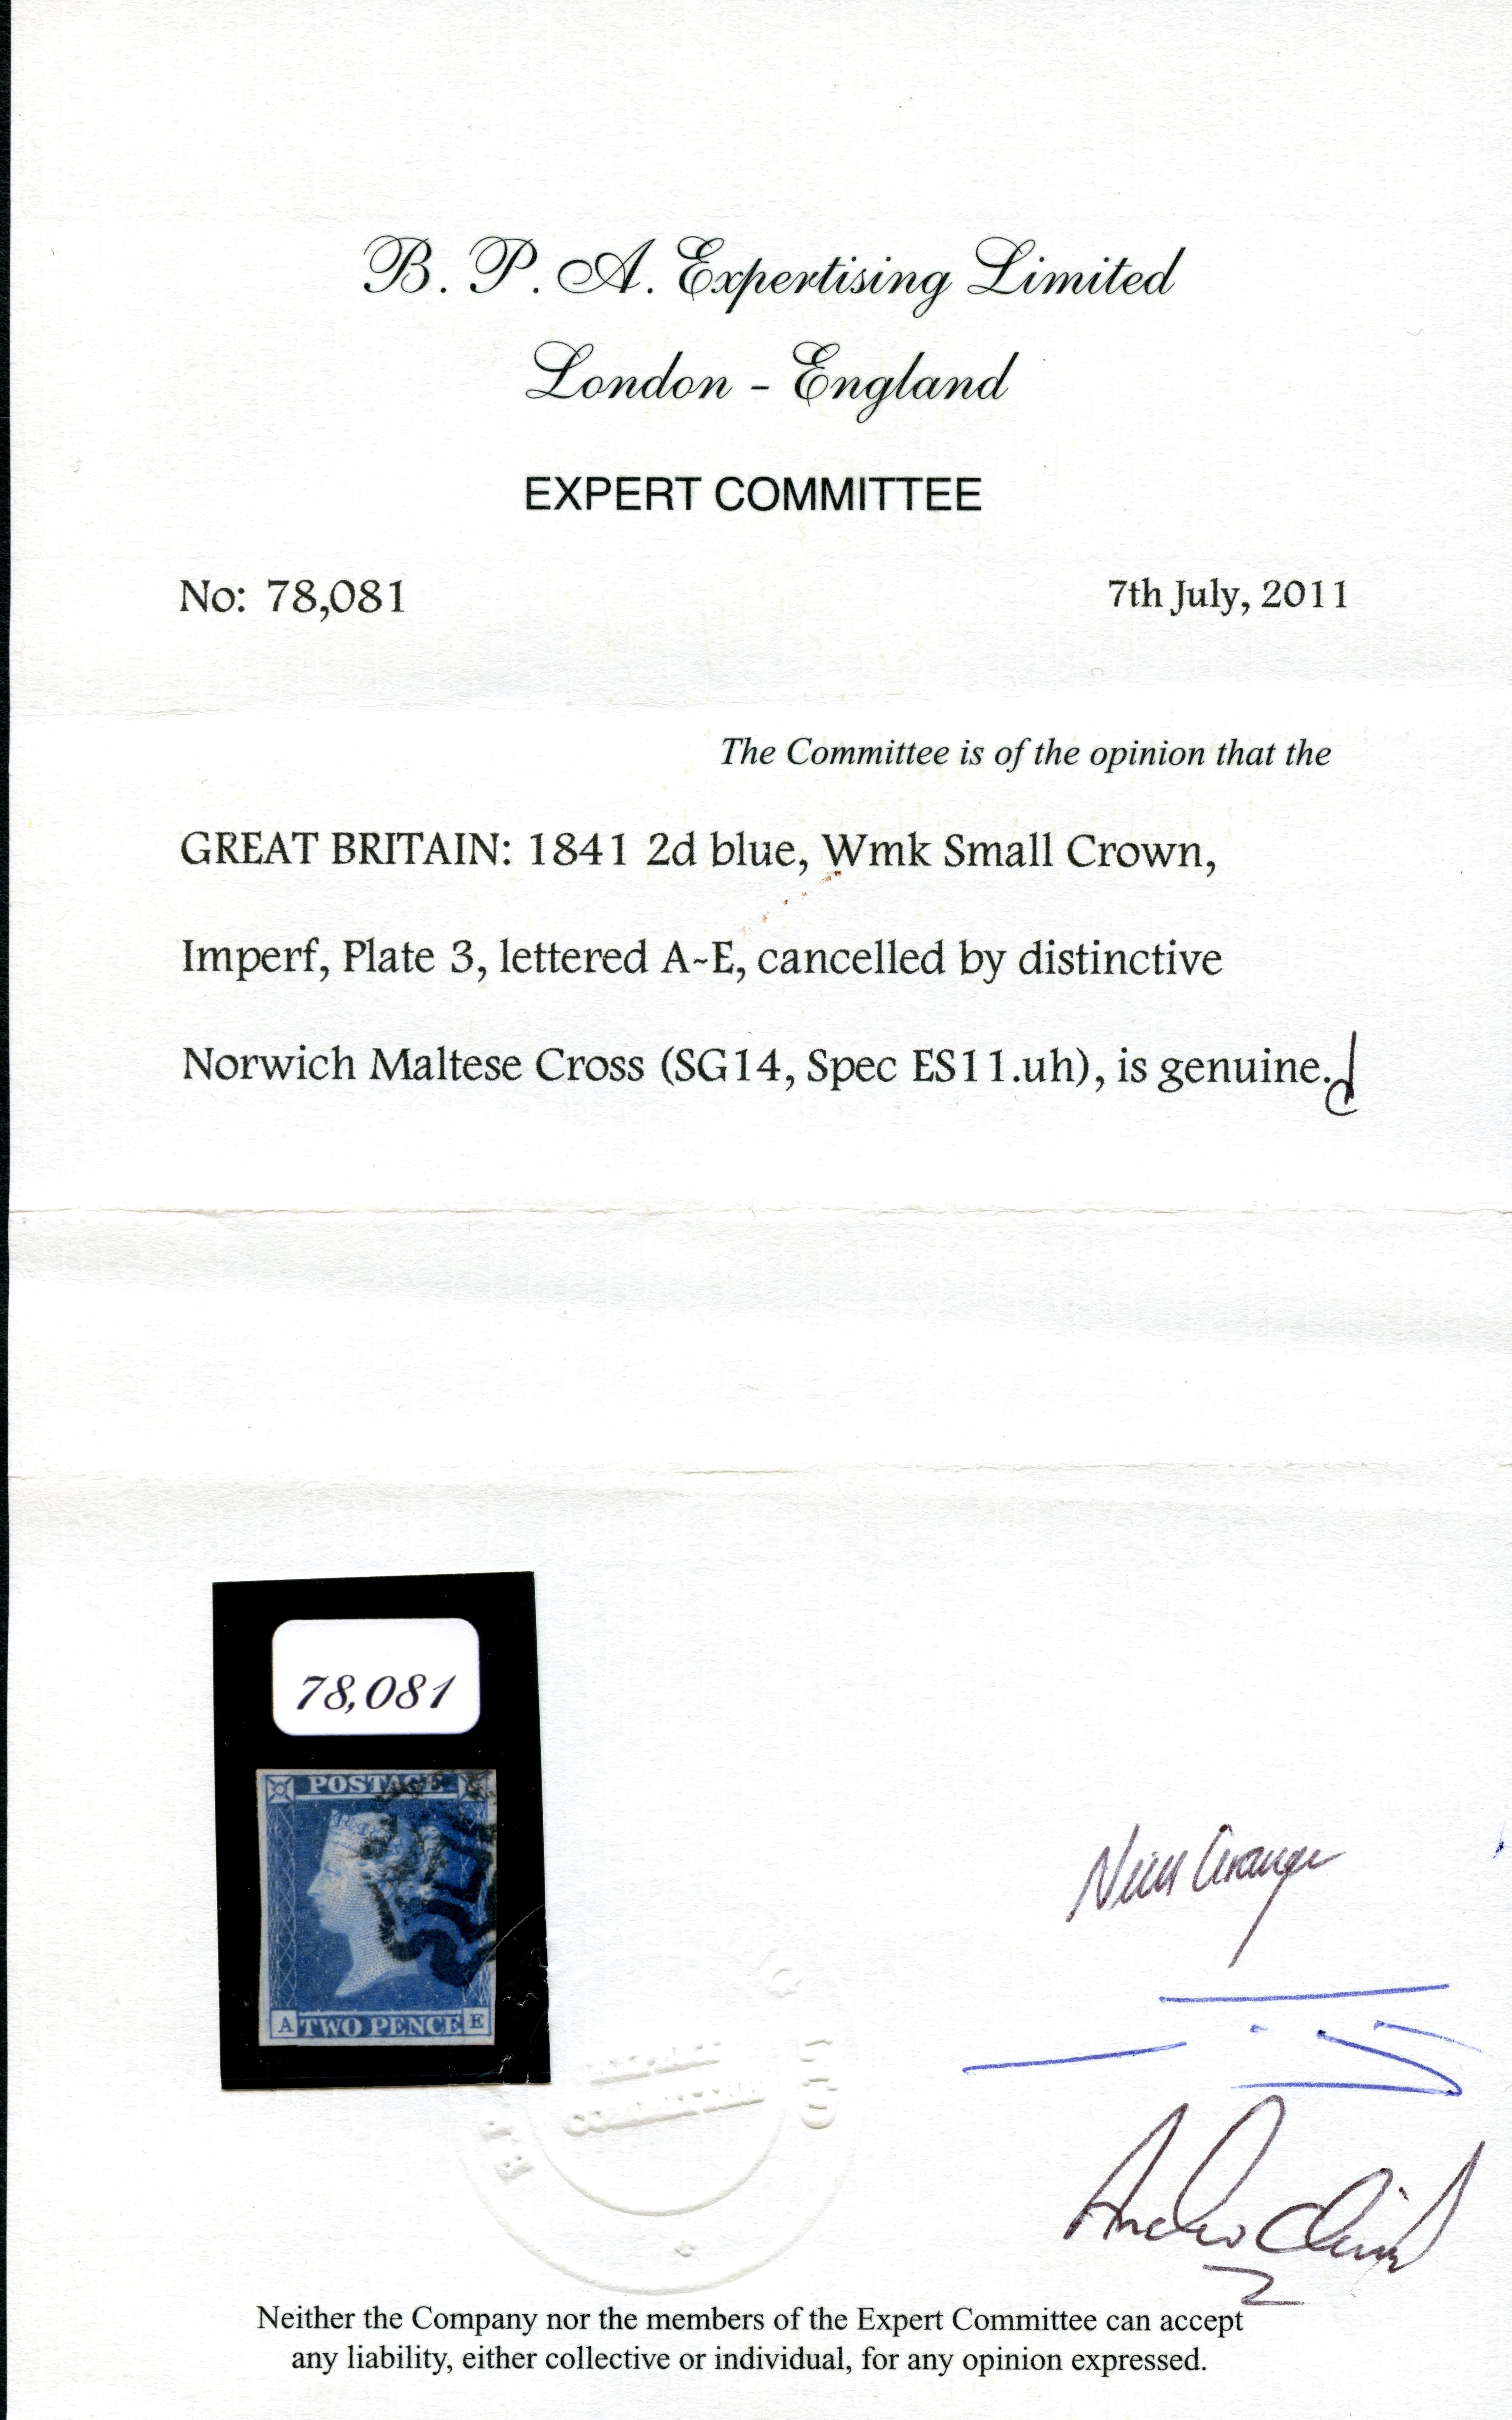 B. P. A. Expertising Limited
London - England
EXPERT COMMITTEE
No: 78,081
7th July, 2011
The Committee is of the opinion that the
GREAT BRITAIN: 1841 2d blue, Wmk Small Crown,
Imperf, Plate 3, lettered A~E, cancelled by distinctive
Norwich Maltese Cross (SG14, Spec ES11.uh), is genuine.
78,081
POSTAGE
A TWO PENCE E
Neither the Company nor the members of the Expert Committee can accept
any liability, either collective or individual, for any opinion expressed.